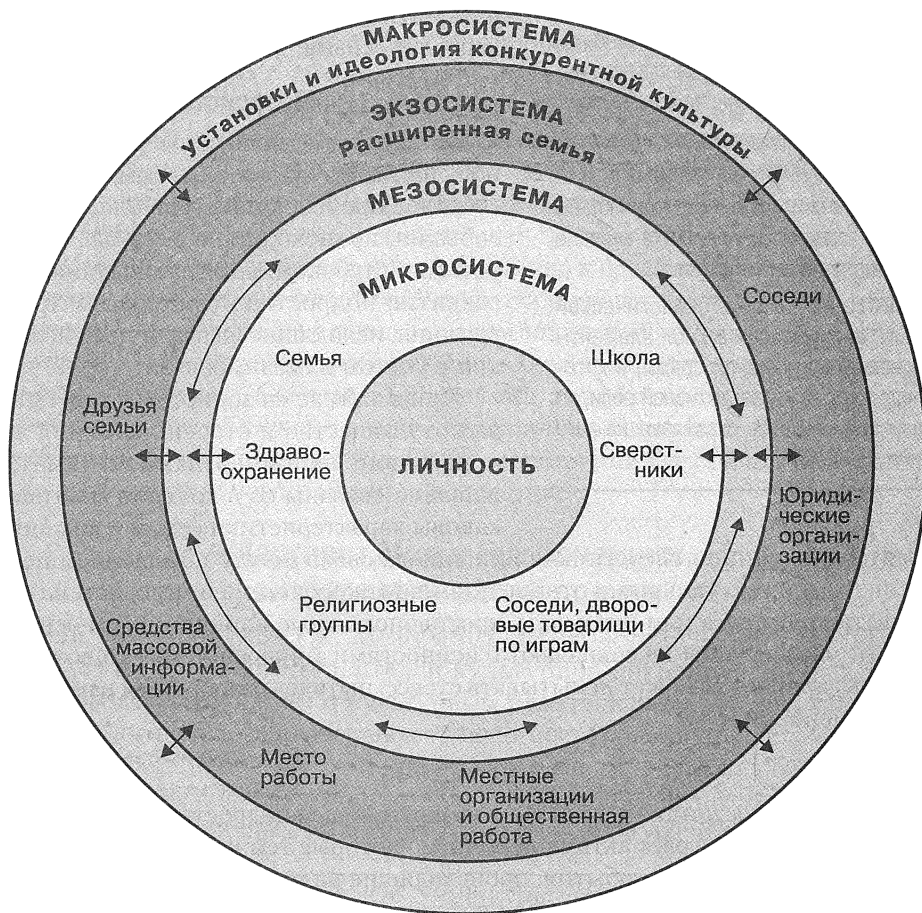 МАКРОСИСТЕМА
Установки и идеология конкурентной культуры
ЭКЗОСИСТЕМА
Расширенная семья
МЕЗОСИСТЕМА
МИКРОСИСТЕМА
Соседи
Семья
Школа
Друзья
семьи
Здраво-
охранение
ЛИЧНОСТЬ
Сверст-
ники
Юриди-
ческие
органи-
зации
Религиозные
группы
Соседи, дворо-
вые товарищи
по играм
Средства
массовой
информа-
ции
Место
работы
Местные
организации
и общественная
работа